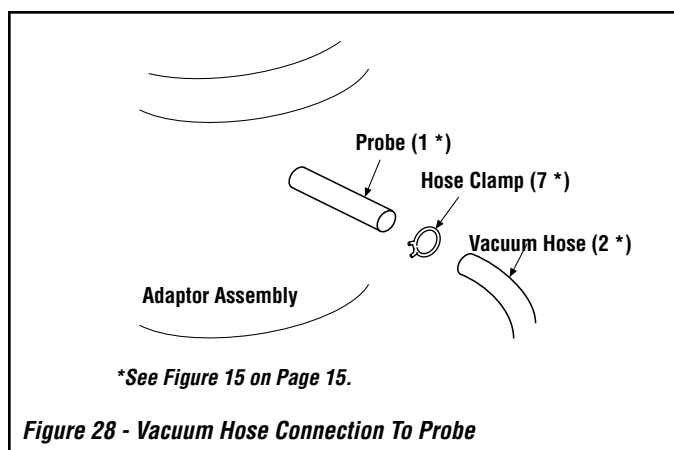 Probe (1 *)
Hose Clamp (7 *)
Vacuum Hose (2 *)
Adaptor Assembly
*See Figure 15 on Page 15.
Figure 28 - Vacuum Hose Connection To Probe